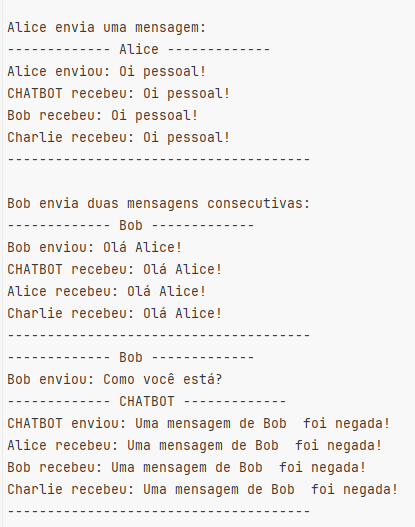 Alice envia uma mensagem:
------------- Alice -------------
Alice enviou: Oi pessoal!
CHATBOT recebeu: Oi pessoal!
Bob recebeu: Oi pessoal!
Charlie recebeu: Oi pessoal!
--------------------------------------

Bob envia duas mensagens consecutivas:
------------- Bob -------------
Bob enviou: Olá Alice!
CHATBOT recebeu: Olá Alice!
Alice recebeu: Olá Alice!
Charlie recebeu: Olá Alice!
--------------------------------------
------------- Bob -------------
Bob enviou: Como você está?
------------- CHATBOT -------------
CHATBOT enviou: Uma mensagem de Bob  foi negada!
Alice recebeu: Uma mensagem de Bob  foi negada!
Bob recebeu: Uma mensagem de Bob  foi negada!
Charlie recebeu: Uma mensagem de Bob  foi negada!
--------------------------------------